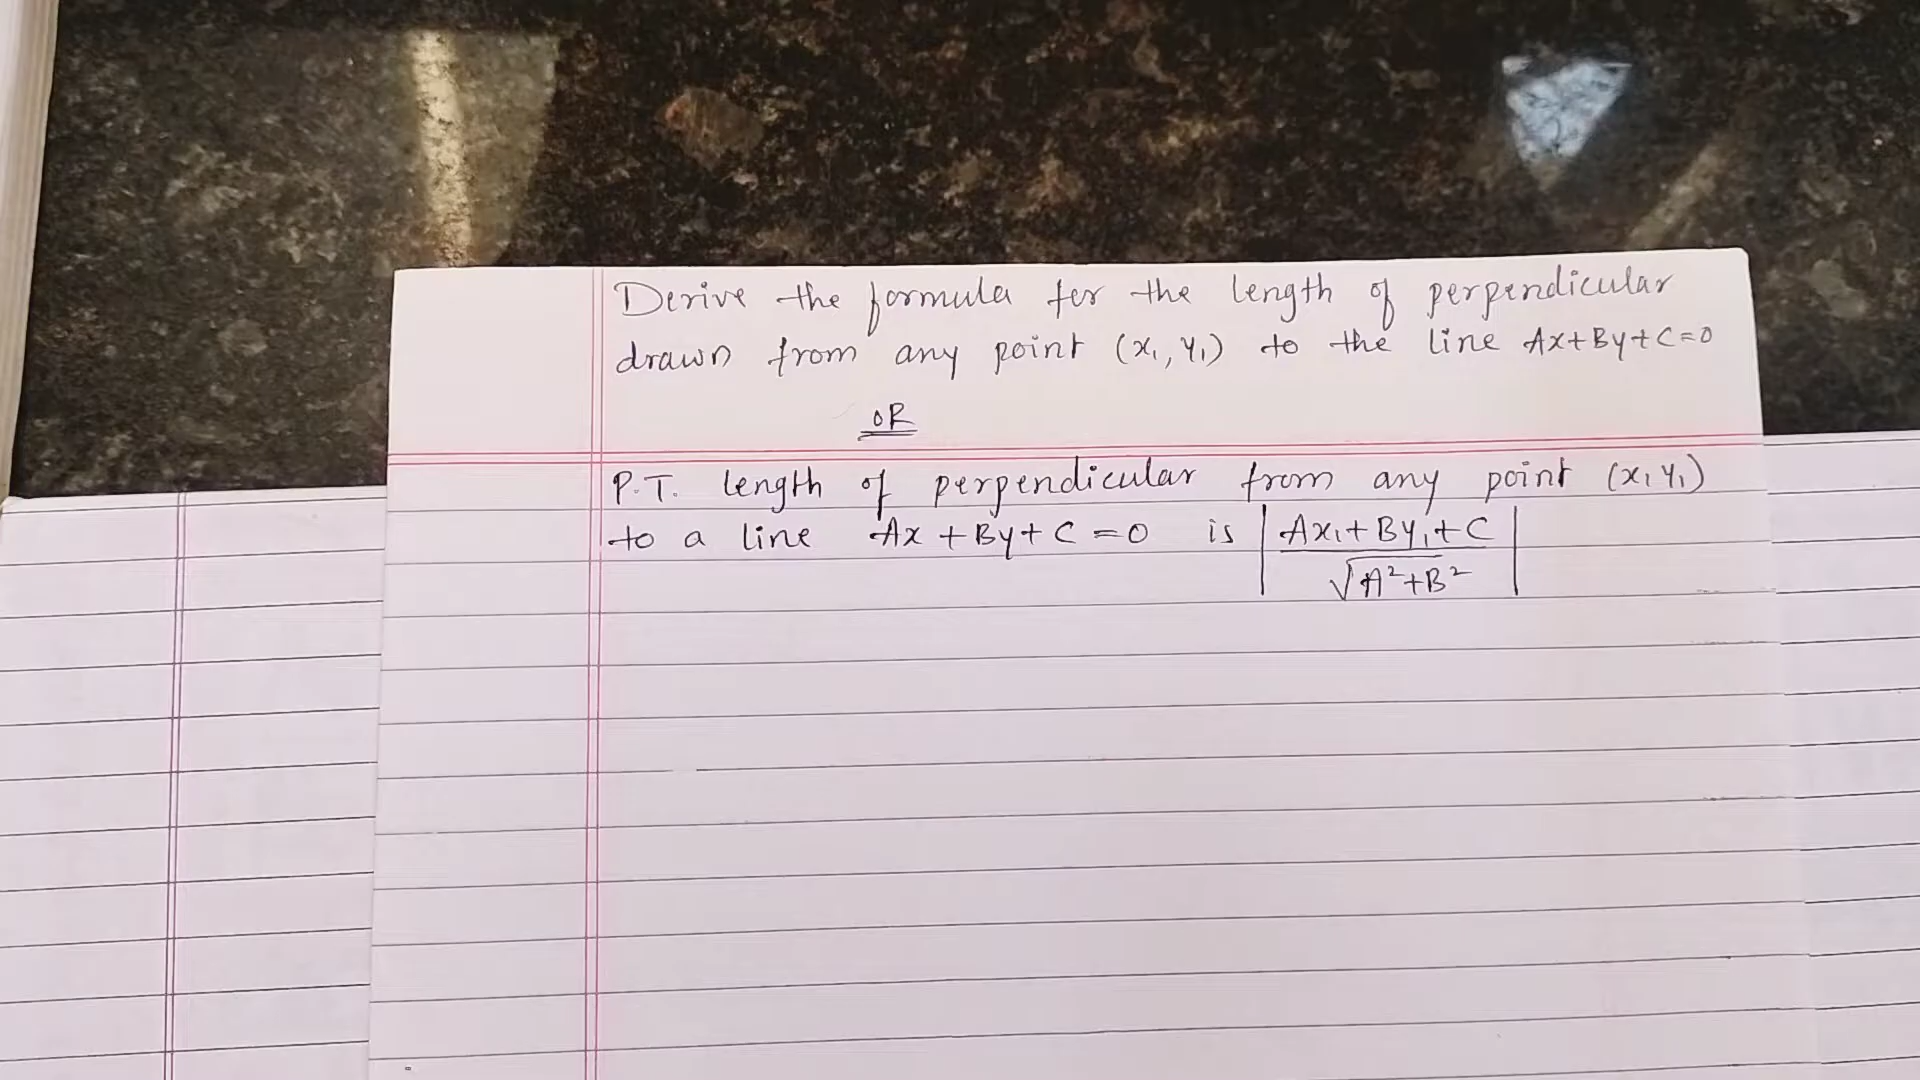 Derive the formula for the length of perpendicular
drawn from any point (x₁, y₁) to the line Ax+By+C=0
OR
P.T. length of perpendicular from any point (x₁ y₁)
to a line Ax + By + C = 0 is | Ax₁ + By₁ + C / √A²+B² |